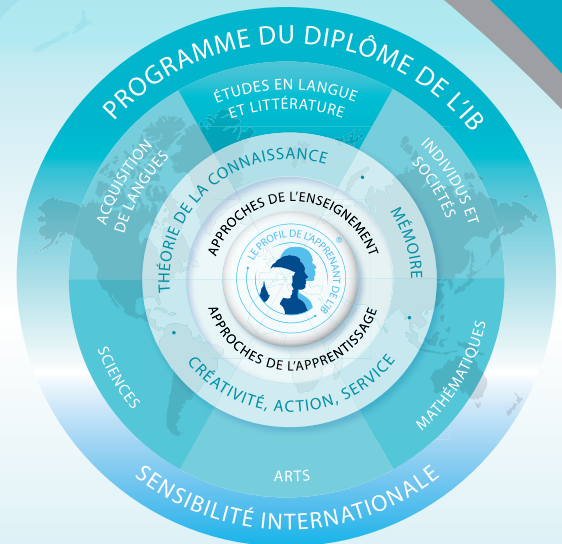 PROGRAMME DU DIPLÔME DE L'IB
ÉTUDES EN LANGUE
ET LITTÉRATURE
ACQUISITION
DE LANGUES
INDIVIDUS ET
SOCIÉTÉS
THÉORIE DE LA CONNAISSANCE
MÉMOIRE
APPROCHES DE L'ENSEIGNEMENT
LE PROFIL DE L'APPRENANT DE L'IB
®
APPROCHES DE L'APPRENTISSAGE
CRÉATIVITÉ, ACTION, SERVICE
SCIENCES
MATHÉMATIQUES
ARTS
SENSIBILITÉ INTERNATIONALE